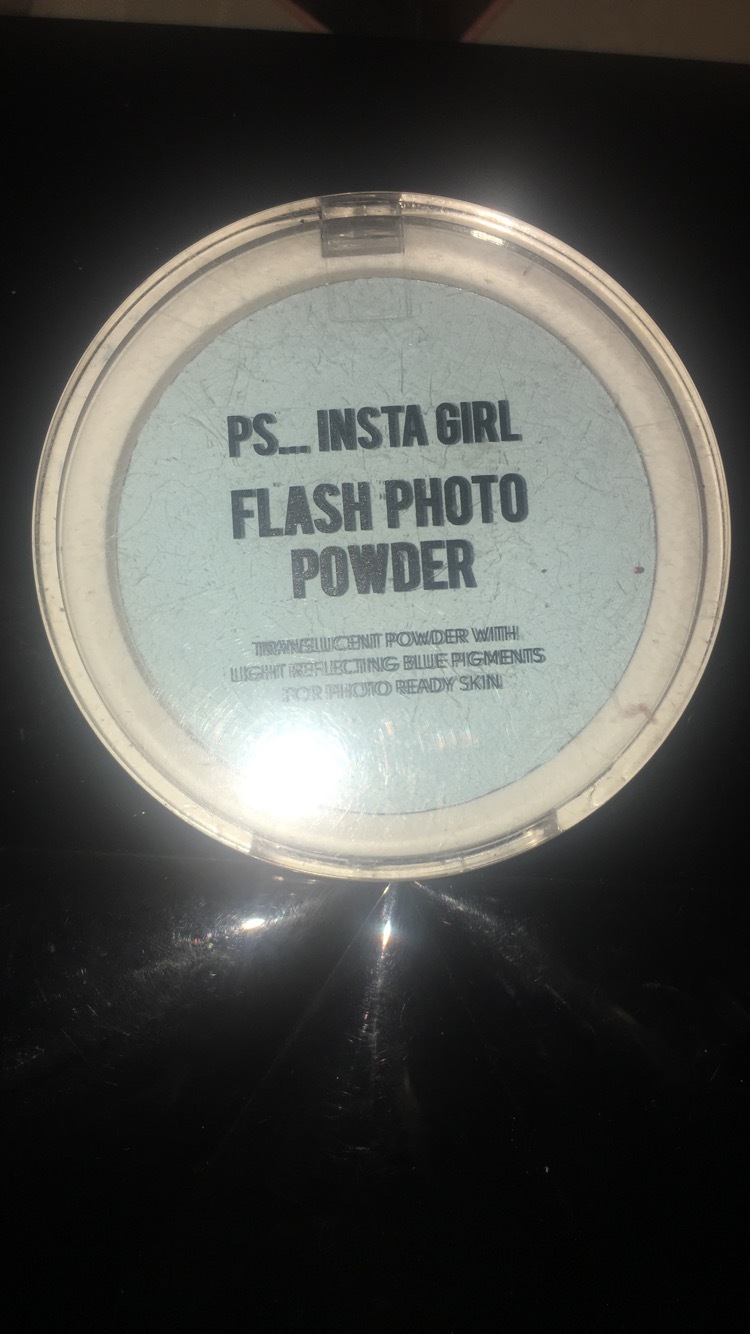 PS... INSTA GIRL
FLASH PHOTO
POWDER
TRANSLUCENT POWDER WITH
LIGHT REFLECTING BLUE PIGMENTS
FOR PHOTO READY SKIN